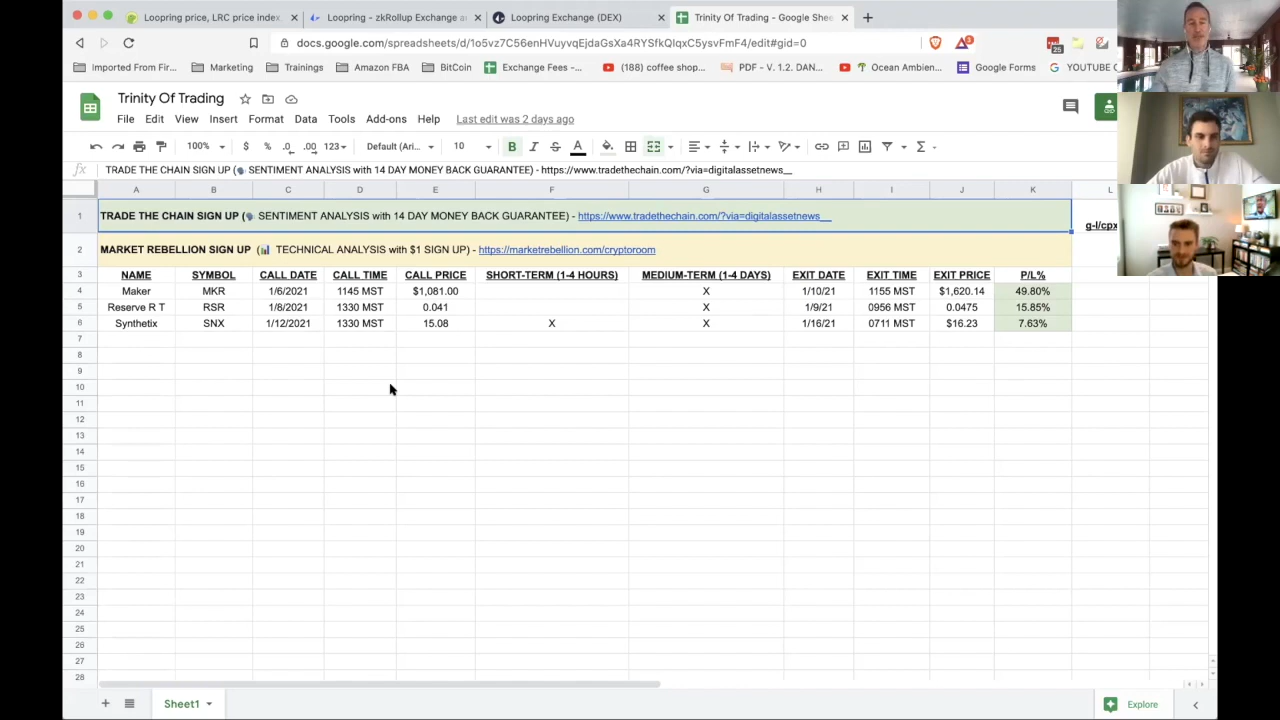 Loopring price, LRC price index,
Loopring - zkRollup Exchange a
Loopring Exchange (DEX)
Trinity Of Trading - Google Shee
docs.google.com/spreadsheets/d/1o5vz7C56enHVuyvqEjdaGsXa4RYSfkQIqxC5ysvFmF4/edit#gid=0
25
3
Imported From Fir...
Marketing
Trainings
Amazon FBA
BitCoin
Exchange Fees -...
(188) coffee shop...
PDF - V. 1.2. DAN...
Ocean Ambien...
Google Forms
YOUTUBE C
Trinity Of Trading
File Edit View Insert Format Data Tools Add-ons Help Last edit was 2 days ago
100% $ % .0 .00 123 Default (Ari... 10 B I S A
fx TRADE THE CHAIN SIGN UP (🗣 SENTIMENT ANALYSIS with 14 DAY MONEY BACK GUARANTEE) - https://www.tradethechain.com/?via=digitalassetnews__
A B C D E F G H I J K L
1 TRADE THE CHAIN SIGN UP (🗣 SENTIMENT ANALYSIS with 14 DAY MONEY BACK GUARANTEE) - https://www.tradethechain.com/?via=digitalassetnews__
g-l/cpx
2 MARKET REBELLION SIGN UP (📊 TECHNICAL ANALYSIS with $1 SIGN UP) - https://marketrebellion.com/cryptoroom
3 NAME SYMBOL CALL DATE CALL TIME CALL PRICE SHORT-TERM (1-4 HOURS) MEDIUM-TERM (1-4 DAYS) EXIT DATE EXIT TIME EXIT PRICE P/L%
4 Maker MKR 1/6/2021 1145 MST $1,081.00 X 1/10/21 1155 MST $1,620.14 49.80%
5 Reserve R T RSR 1/8/2021 1330 MST 0.041 X 1/9/21 0956 MST 0.0475 15.85%
6 Synthetix SNX 1/12/2021 1330 MST 15.08 X X 1/16/21 0711 MST $16.23 7.63%
7
8
9
10
11
12
13
14
15
16
17
18
19
20
21
22
23
24
25
26
27
28
Sheet1
Explore